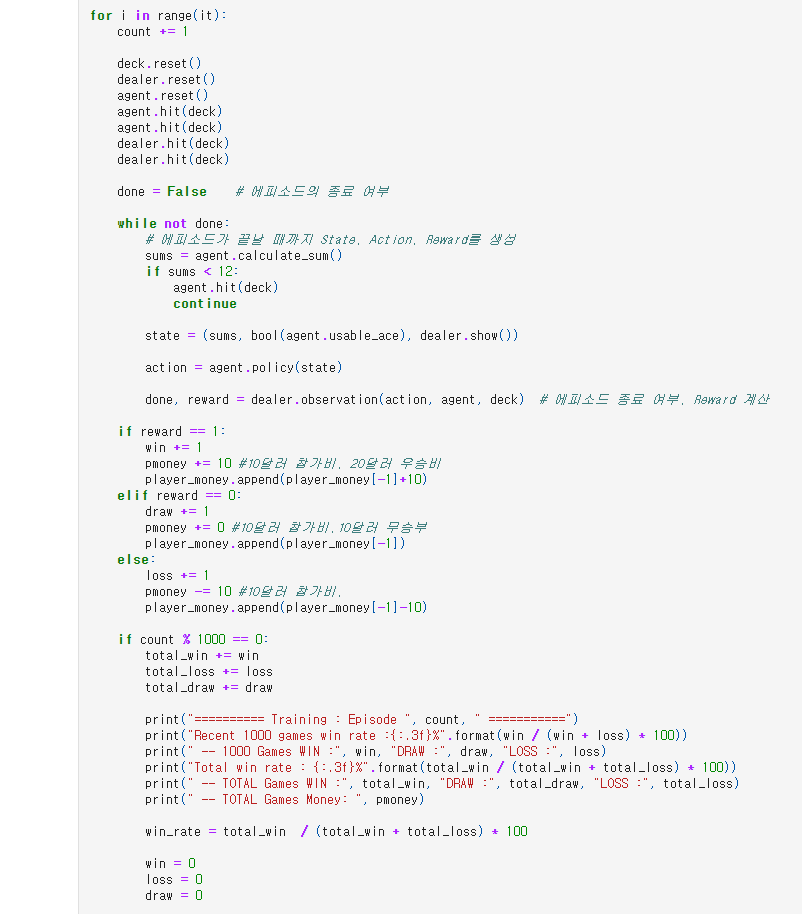 for i in range(it):
    count += 1

    deck.reset()
    dealer.reset()
    agent.reset()
    agent.hit(deck)
    agent.hit(deck)
    dealer.hit(deck)
    dealer.hit(deck)

    done = False    # 에피소드의 종료 여부

    while not done:
        # 에피소드가 끝날 때까지 State, Action, Reward를 생성
        sums = agent.calculate_sum()
        if sums < 12:
            agent.hit(deck)
            continue

        state = (sums, bool(agent.usable_ace), dealer.show())

        action = agent.policy(state)

        done, reward = dealer.observation(action, agent, deck)  # 에피소드 종료 여부, Reward 계산

    if reward == 1:
        win += 1
        pmoney += 10 #10달러 참가비, 20달러 우승비
        player_money.append(player_money[-1]+10)
    elif reward == 0:
        draw += 1
        pmoney += 0 #10달러 참가비,10달러 무승부
        player_money.append(player_money[-1])
    else:
        loss += 1
        pmoney -= 10 #10달러 참가비,
        player_money.append(player_money[-1]-10)

    if count % 1000 == 0:
        total_win += win
        total_loss += loss
        total_draw += draw

        print("========== Training : Episode ", count, " ===========")
        print("Recent 1000 games win rate :{:.3f}%".format(win / (win + loss) * 100))
        print(" -- 1000 Games WIN :", win, "DRAW :", draw, "LOSS :", loss)
        print("Total win rate : {:.3f}%".format(total_win / (total_win + total_loss) * 100))
        print(" -- TOTAL Games WIN :", total_win, "DRAW :", total_draw, "LOSS :", total_loss)
        print(" -- TOTAL Games Money: ", pmoney)

        win_rate = total_win  / (total_win + total_loss) * 100

        win = 0
        loss = 0
        draw = 0